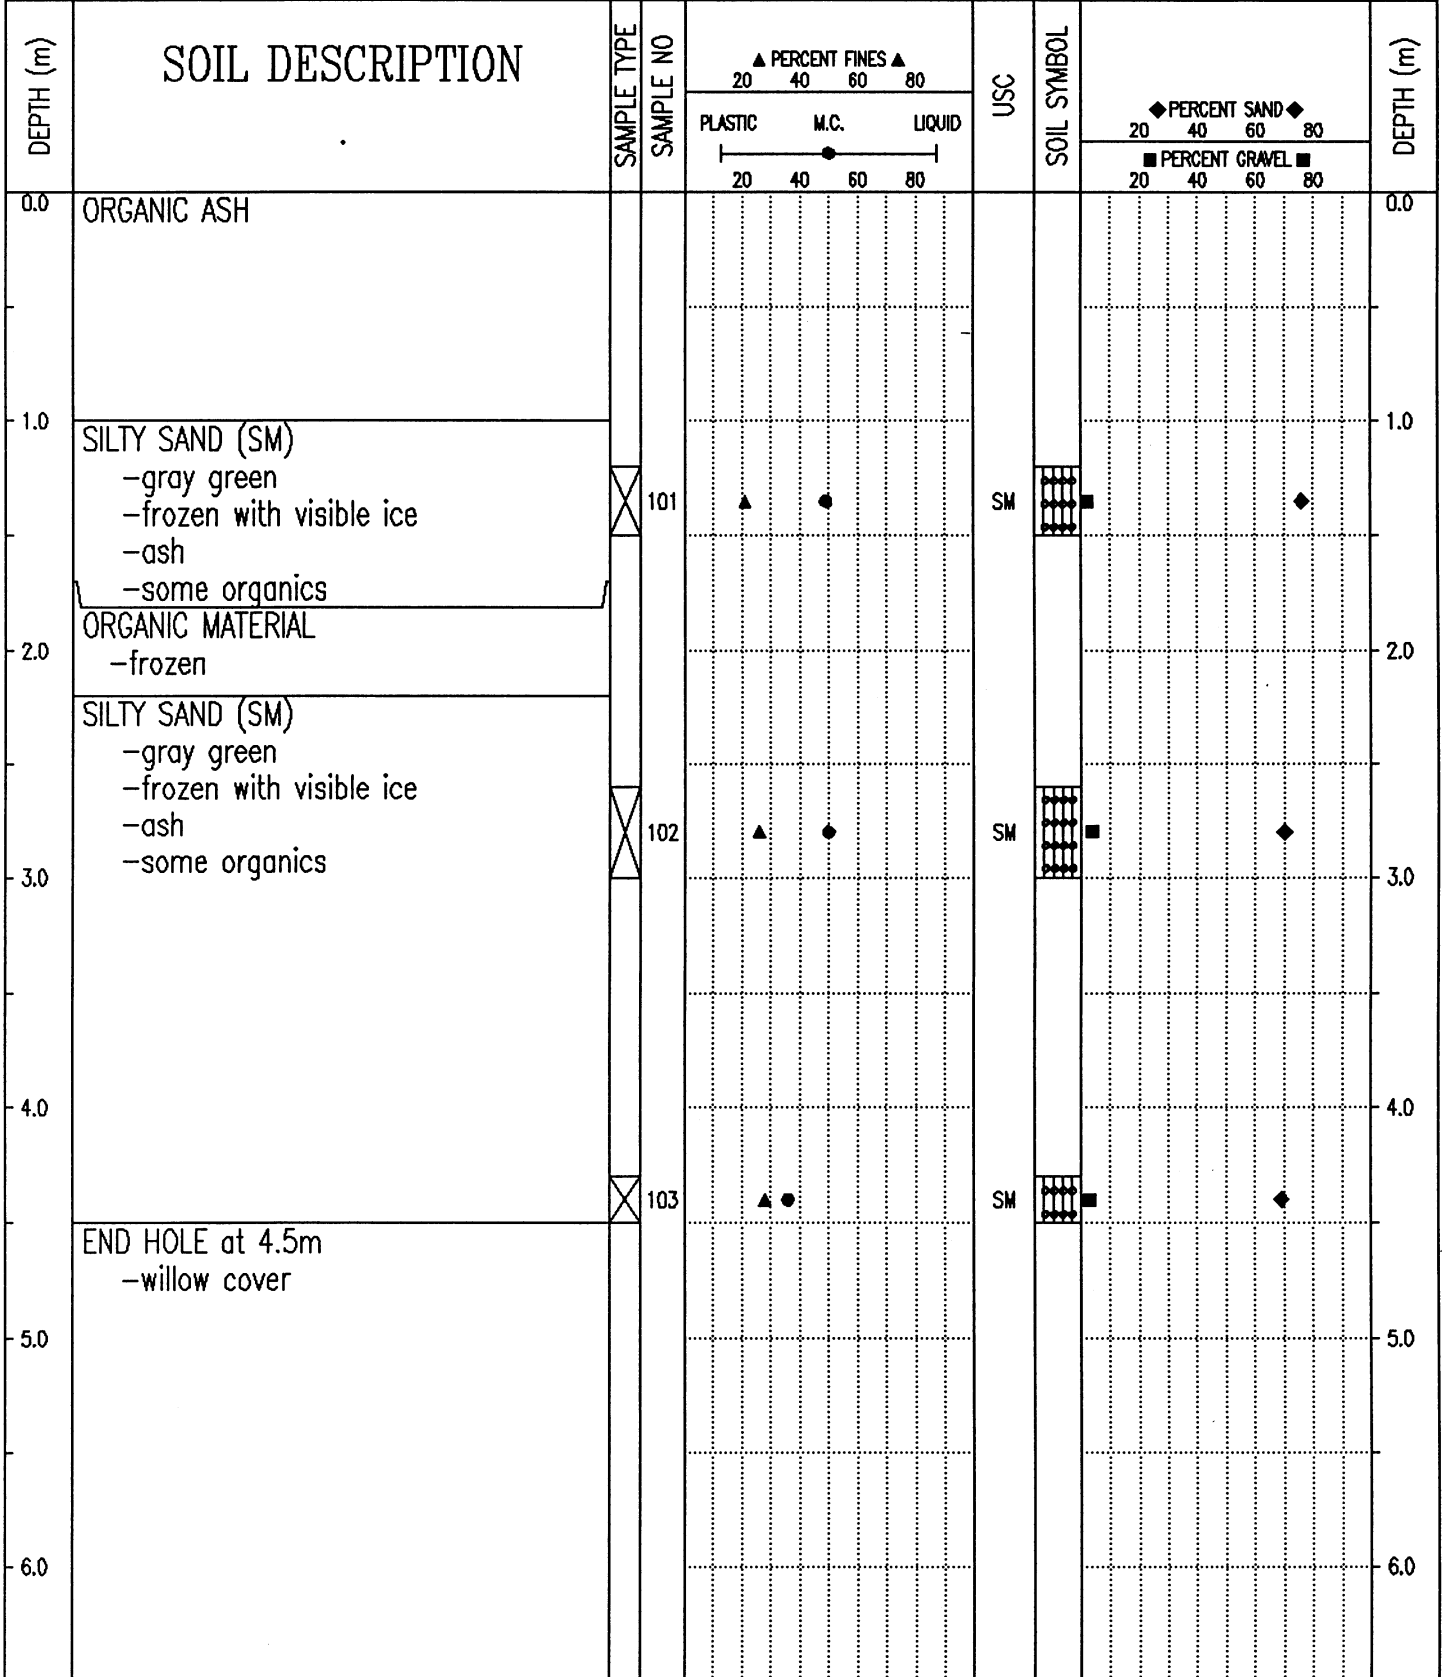 DEPTH (m)
SOIL DESCRIPTION
SAMPLE TYPE
SAMPLE NO
▲ PERCENT FINES ▲
20 40 60 80
PLASTIC M.C. LIQUID
20 40 60 80
USC
SOIL SYMBOL
◆PERCENT SAND◆
20 40 60 80
■ PERCENT GRAVEL ■
20 40 60 80
DEPTH (m)
0.0
ORGANIC ASH
0.0
1.0
1.0
SILTY SAND (SM)
-gray green
-frozen with visible ice
101
SM
-ash
-some organics
ORGANIC MATERIAL
2.0
-frozen
2.0
SILTY SAND (SM)
-gray green
-frozen with visible ice
-ash
102
SM
-some organics
3.0
3.0
4.0
4.0
103
SM
END HOLE at 4.5m
-willow cover
5.0
5.0
6.0
6.0